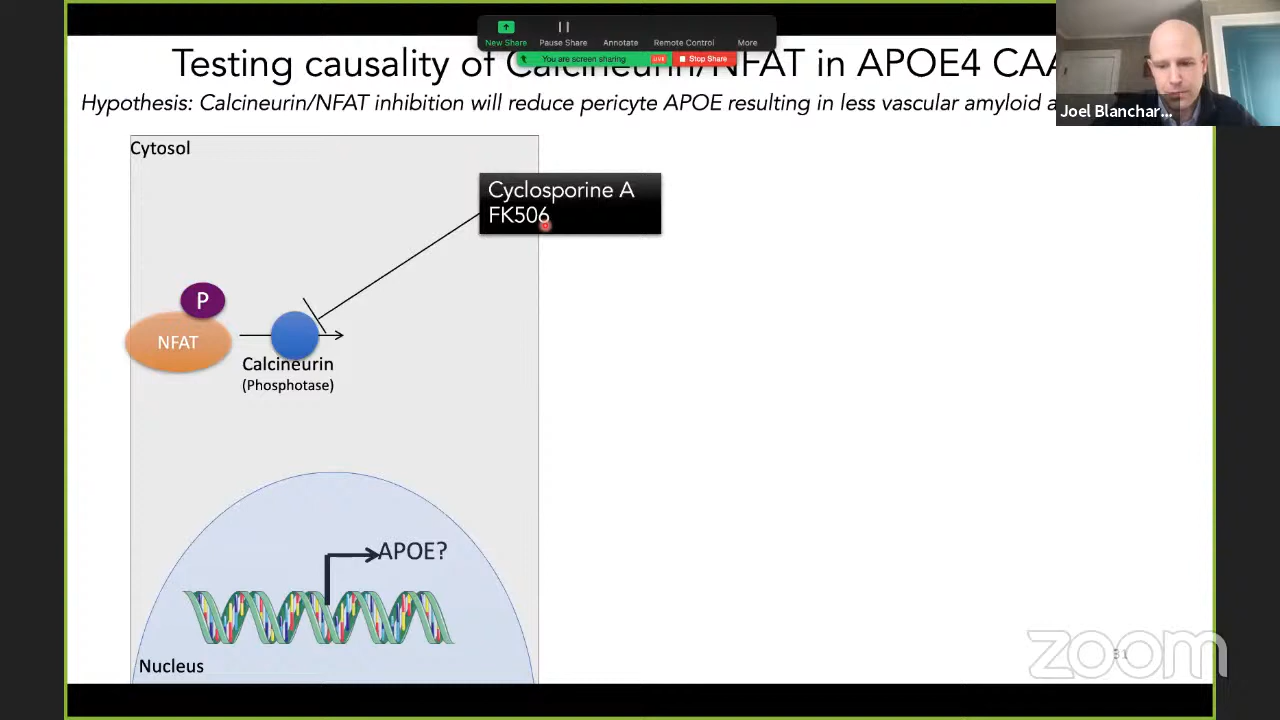 New Share
Pause Share
Annotate
Remote Control
More
You are screen sharing
LIVE
Stop Share
Testing causality of Calcineurin/NFAT in APOE4 CAA
Hypothesis: Calcineurin/NFAT inhibition will reduce pericyte APOE resulting in less vascular amyloid a
Joel Blanchar...
Cytosol
Cyclosporine A
FK506
P
NFAT
Calcineurin
(Phosphotase)
APOE?
Nucleus
31
zoom